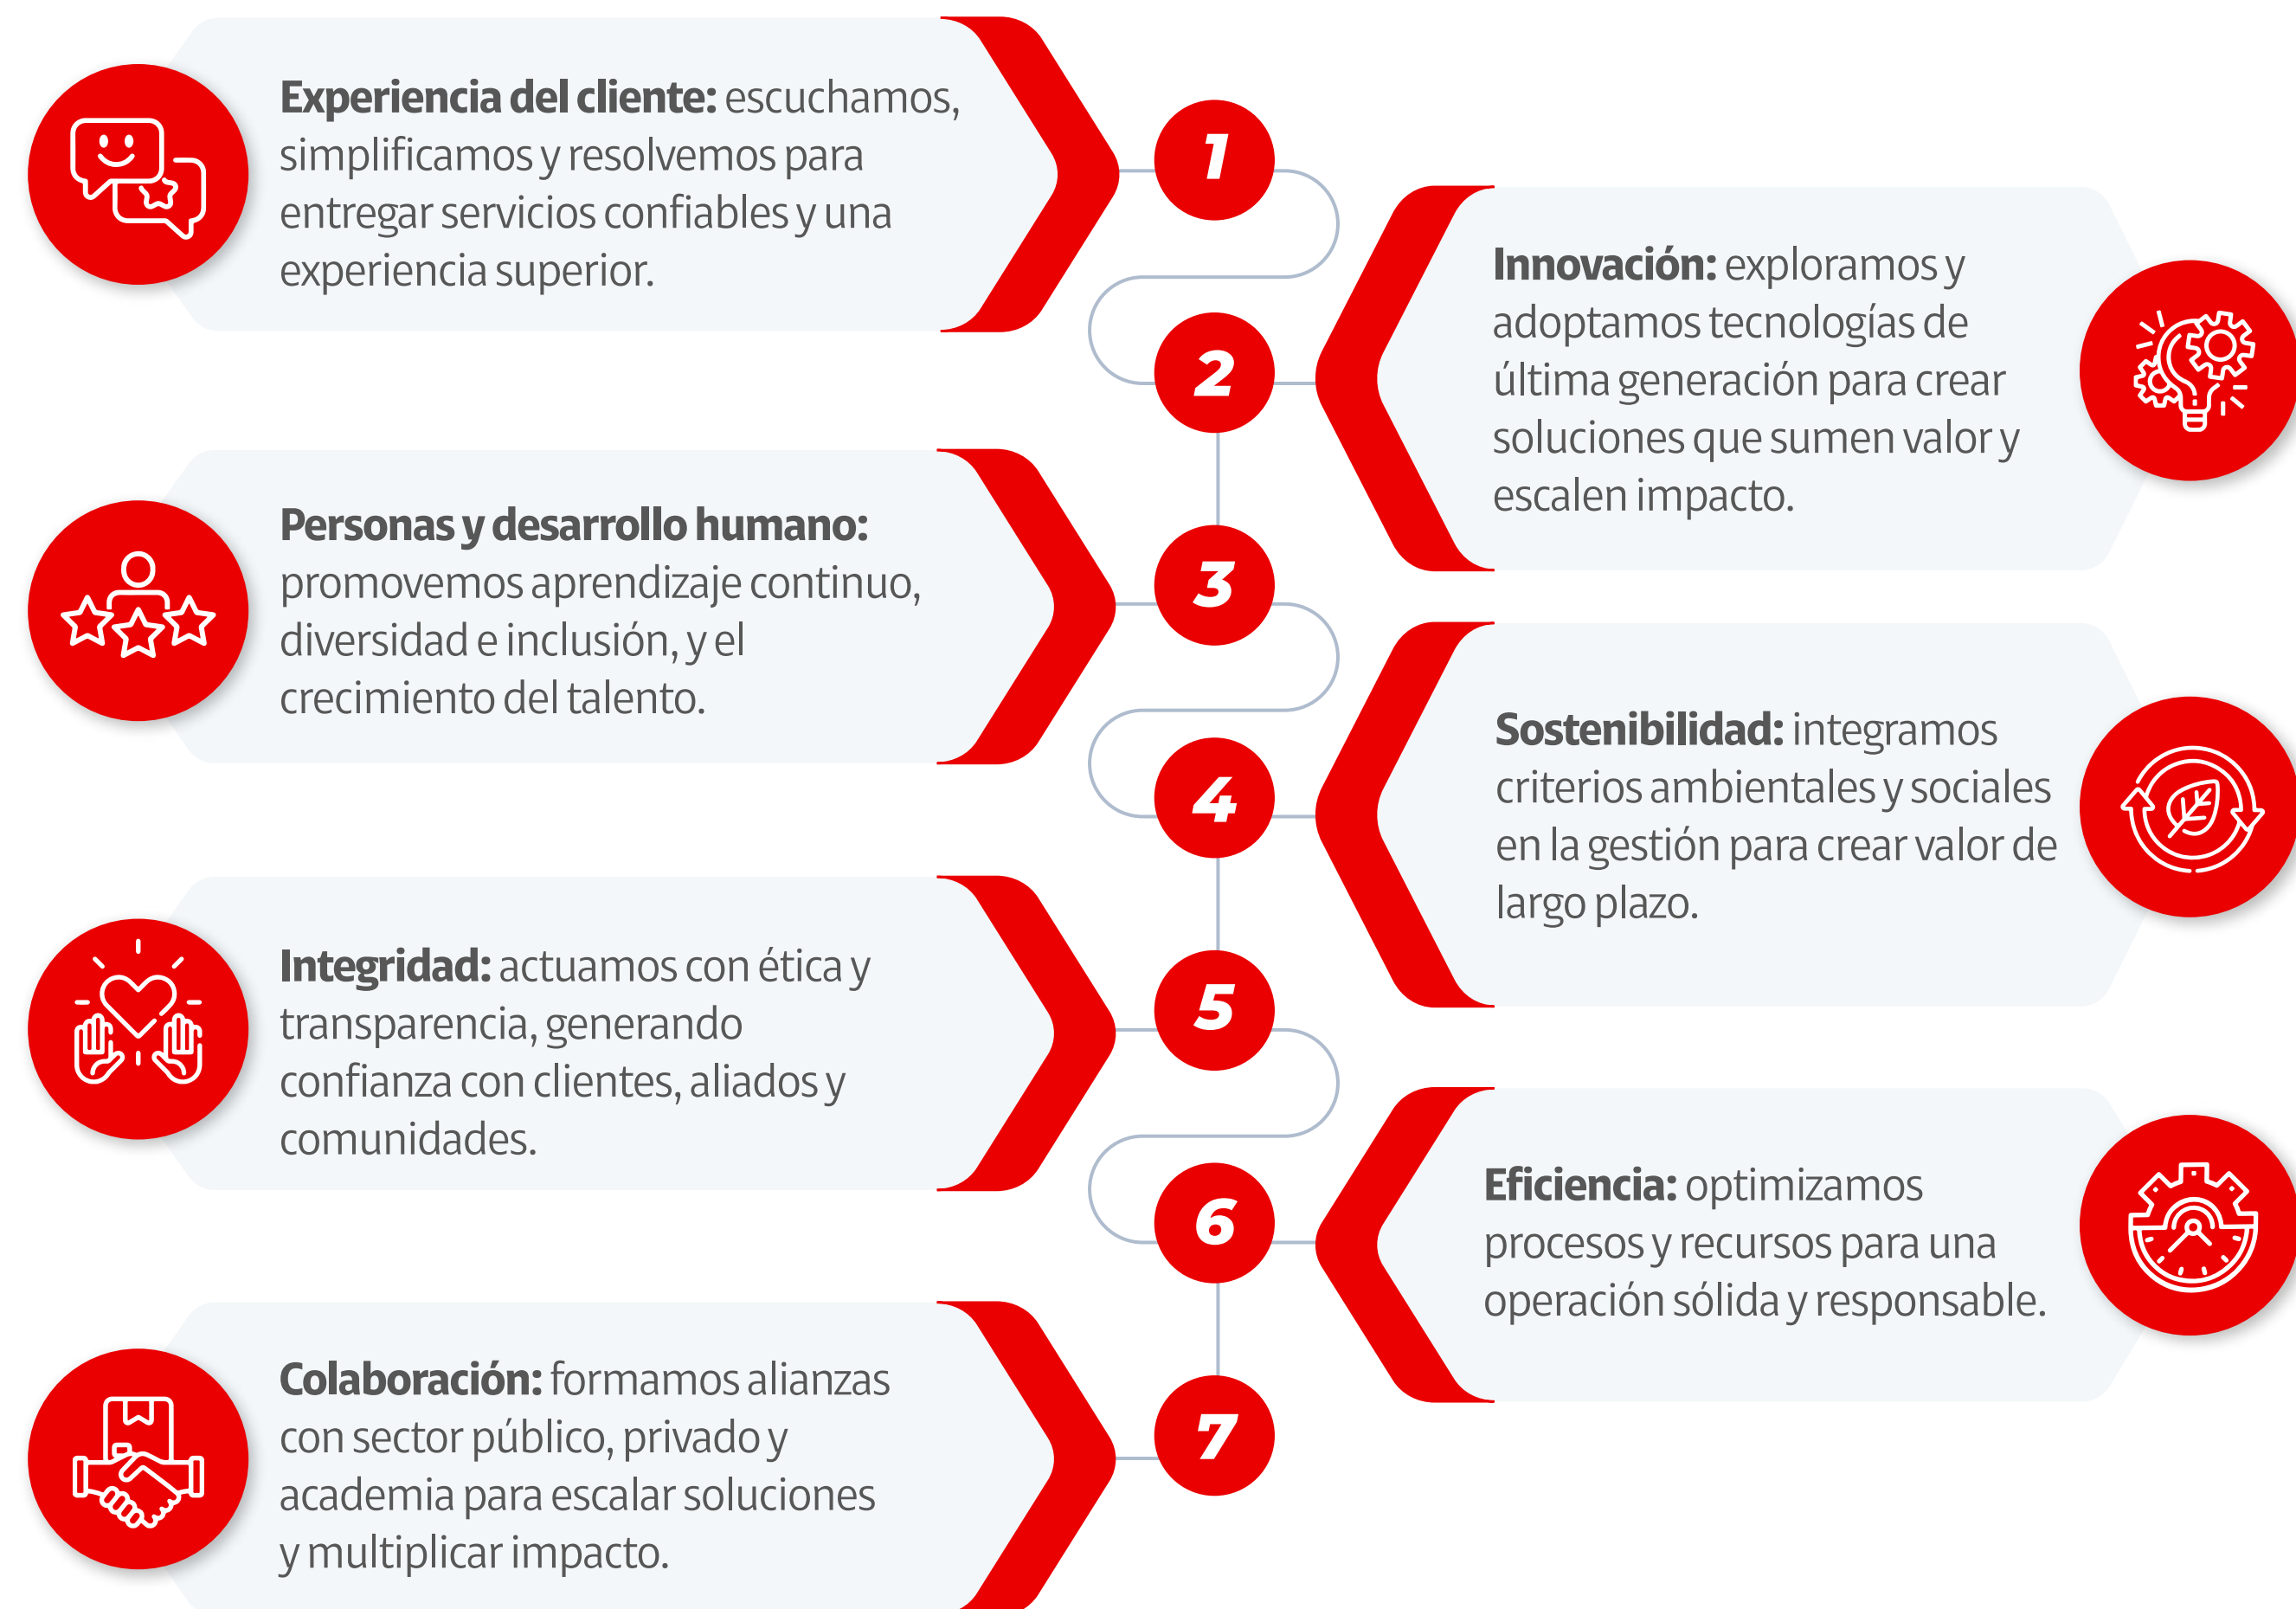 Experiencia del cliente: escuchamos,
simplificamos y resolvemos para
entregar servicios confiables y una
experiencia superior.
1
Innovación: exploramos y
adoptamos tecnologías de
última generación para crear
soluciones que sumen valor y
escalen impacto.
2
Personas y desarrollo humano:
promovemos aprendizaje continuo,
diversidad e inclusión, y el
crecimiento del talento.
3
Sostenibilidad: integramos
criterios ambientales y sociales
en la gestión para crear valor de
largo plazo.
4
Integridad: actuamos con ética y
transparencia, generando
confianza con clientes, aliados y
comunidades.
5
Eficiencia: optimizamos
procesos y recursos para una
operación sólida y responsable.
6
Colaboración: formamos alianzas
con sector público, privado y
academia para escalar soluciones
y multiplicar impacto.
7